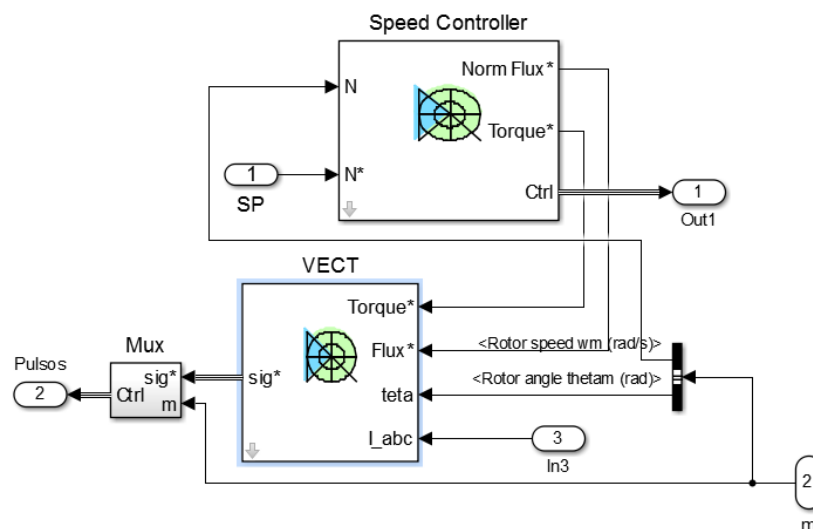 Speed Controller
Norm Flux*
N
Torque*
1
N*
SP
Ctrl
1
Out1
VECT
Torque*
Mux
Flux*
<Rotor speed wm (rad/s)>
Pulsos
sig*
sig*
<Rotor angle thetam (rad)>
2
Ctrl
teta
m
I_abc
3
In3
2
m